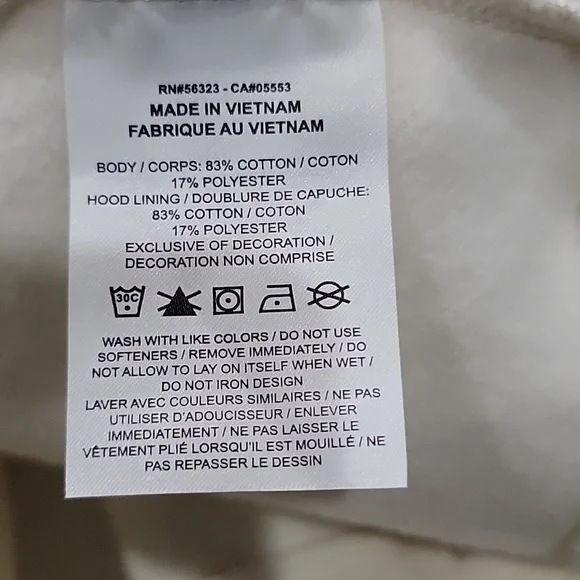 RN#56323 - CA#05553
MADE IN VIETNAM
FABRIQUE AU VIETNAM
BODY / CORPS: 83% COTTON / COTON
17% POLYESTER
HOOD LINING / DOUBLURE DE CAPUCHE:
83% COTTON / COTON
17% POLYESTER
EXCLUSIVE OF DECORATION /
DECORATION NON COMPRISE
30C
WASH WITH LIKE COLORS / DO NOT USE
SOFTENERS / REMOVE IMMEDIATELY / DO
NOT ALLOW TO LAY ON ITSELF WHEN WET /
DO NOT IRON DESIGN
LAVER AVEC COULEURS SIMILAIRES / NE PAS
UTILISER D'ADOUCISSEUR / ENLEVER
IMMEDIATEMENT / NE PAS LAISSER LE
VÊTEMENT PLIÉ LORSQU'IL EST MOUILLÉ / NE
PAS REPASSER LE DESSIN